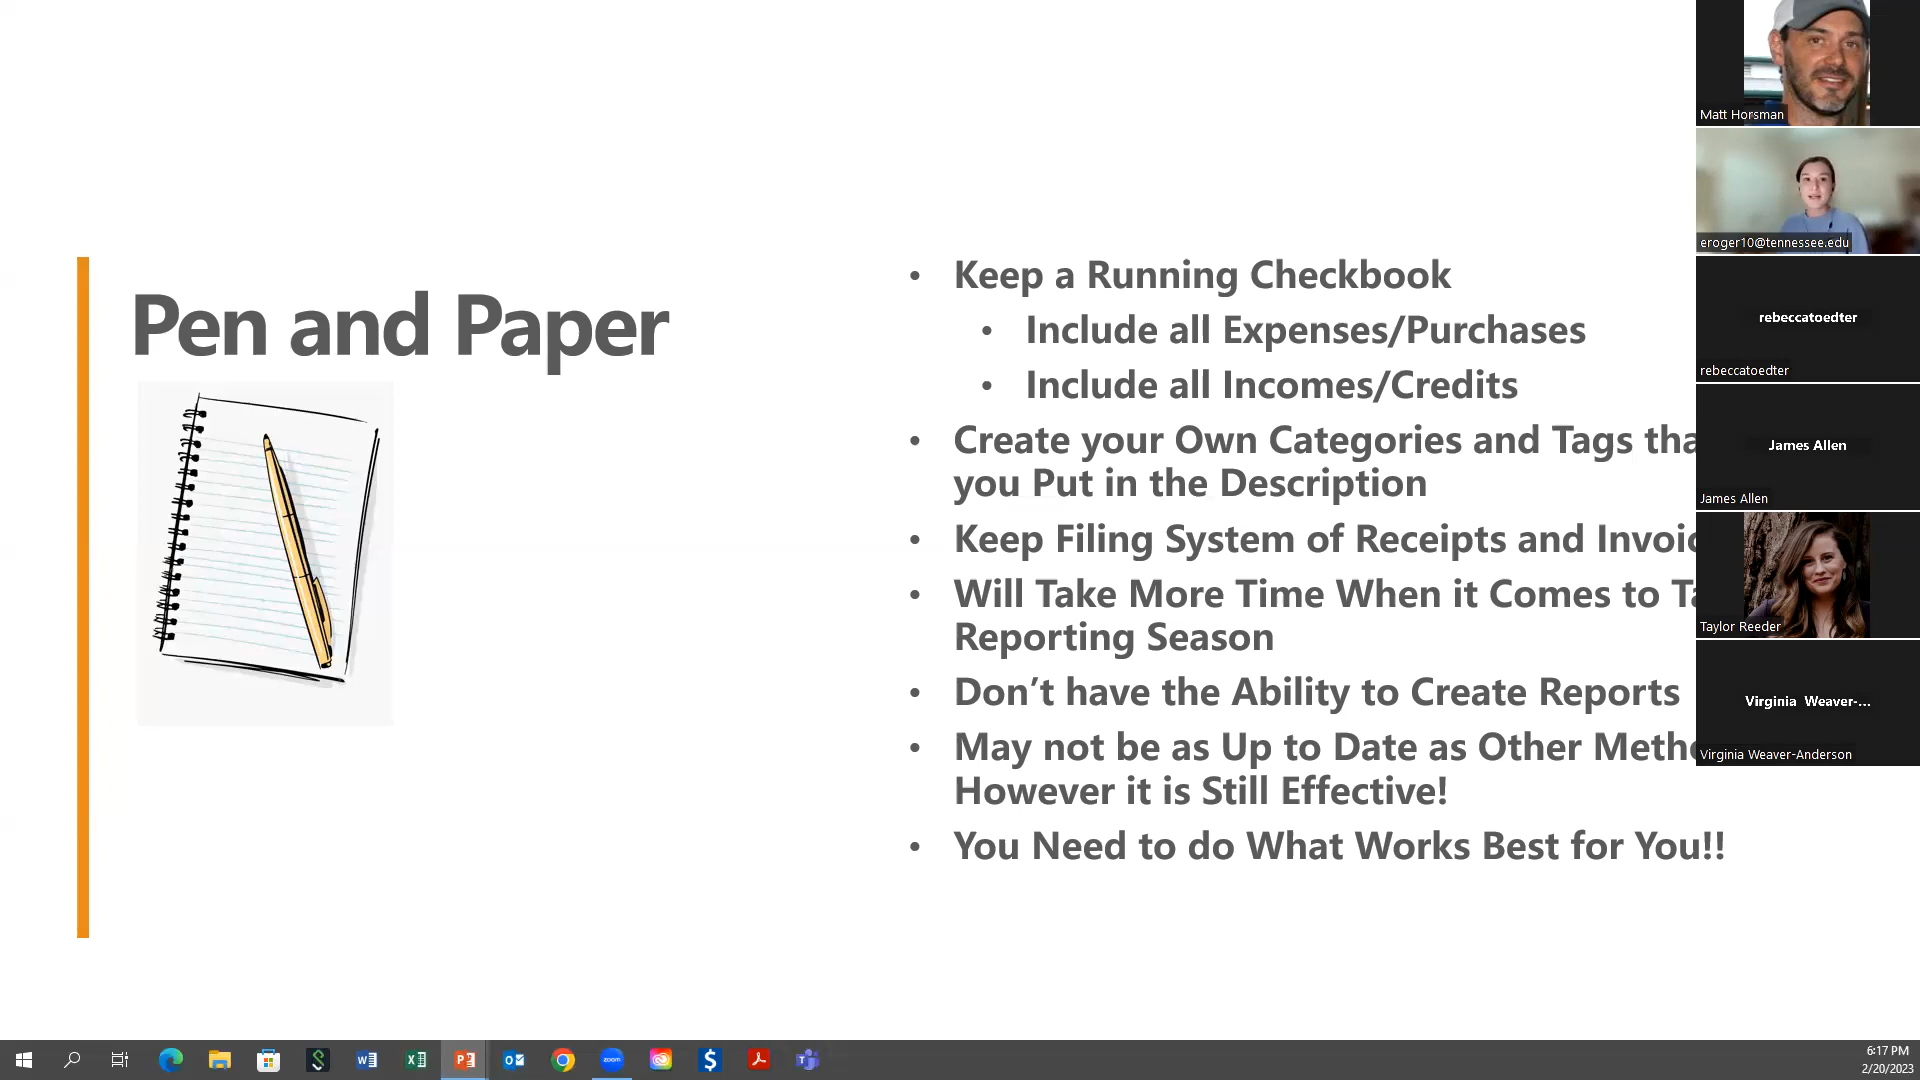 Pen and Paper
• Keep a Running Checkbook
• Include all Expenses/Purchases
• Include all Incomes/Credits
• Create your Own Categories and Tags
you Put in the Description
• Keep Filing System of Receipts and
• Will Take More Time When it Comes to
Reporting Season
• Don’t have the Ability to Create Reports
• May not be as Up to Date as Other
However it is Still Effective!
• You Need to do What Works Best for You!!
Matt Horsman
eroger10@tennessee.edu
rebeccatoedter
rebeccatoedter
James Allen
James Allen
Taylor Reeder
Virginia Weaver-...
Virginia Weaver-Anderson
zoom
6:17 PM
2/20/2023